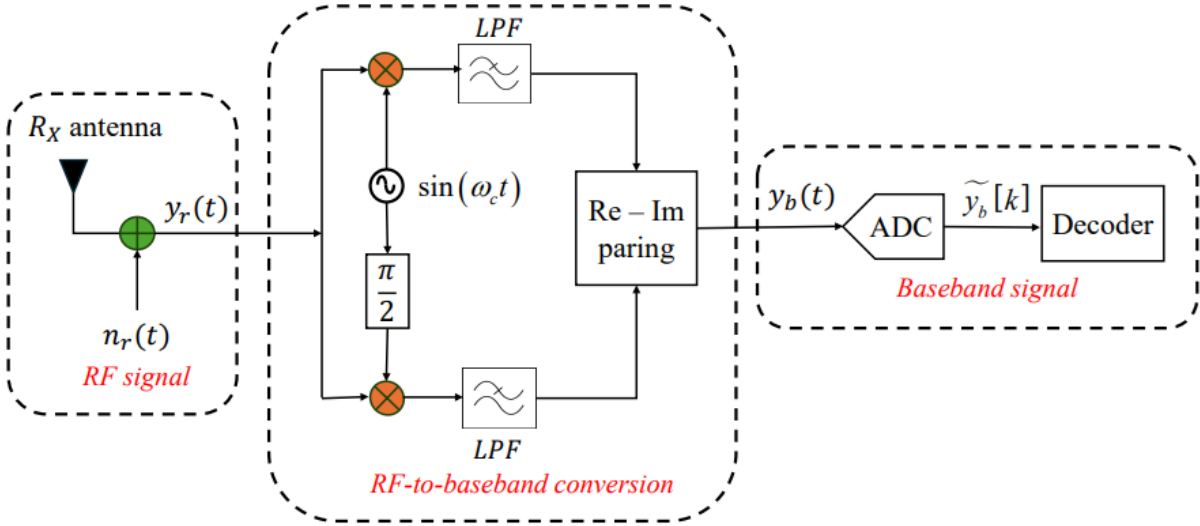 LPF
R_X antenna
y_r(t)
sin(ω_c t)
Re – Im
paring
y_b(t)
ỹ_b[k]
ADC
Decoder
π
2
Baseband signal
n_r(t)
RF signal
LPF
RF-to-baseband conversion